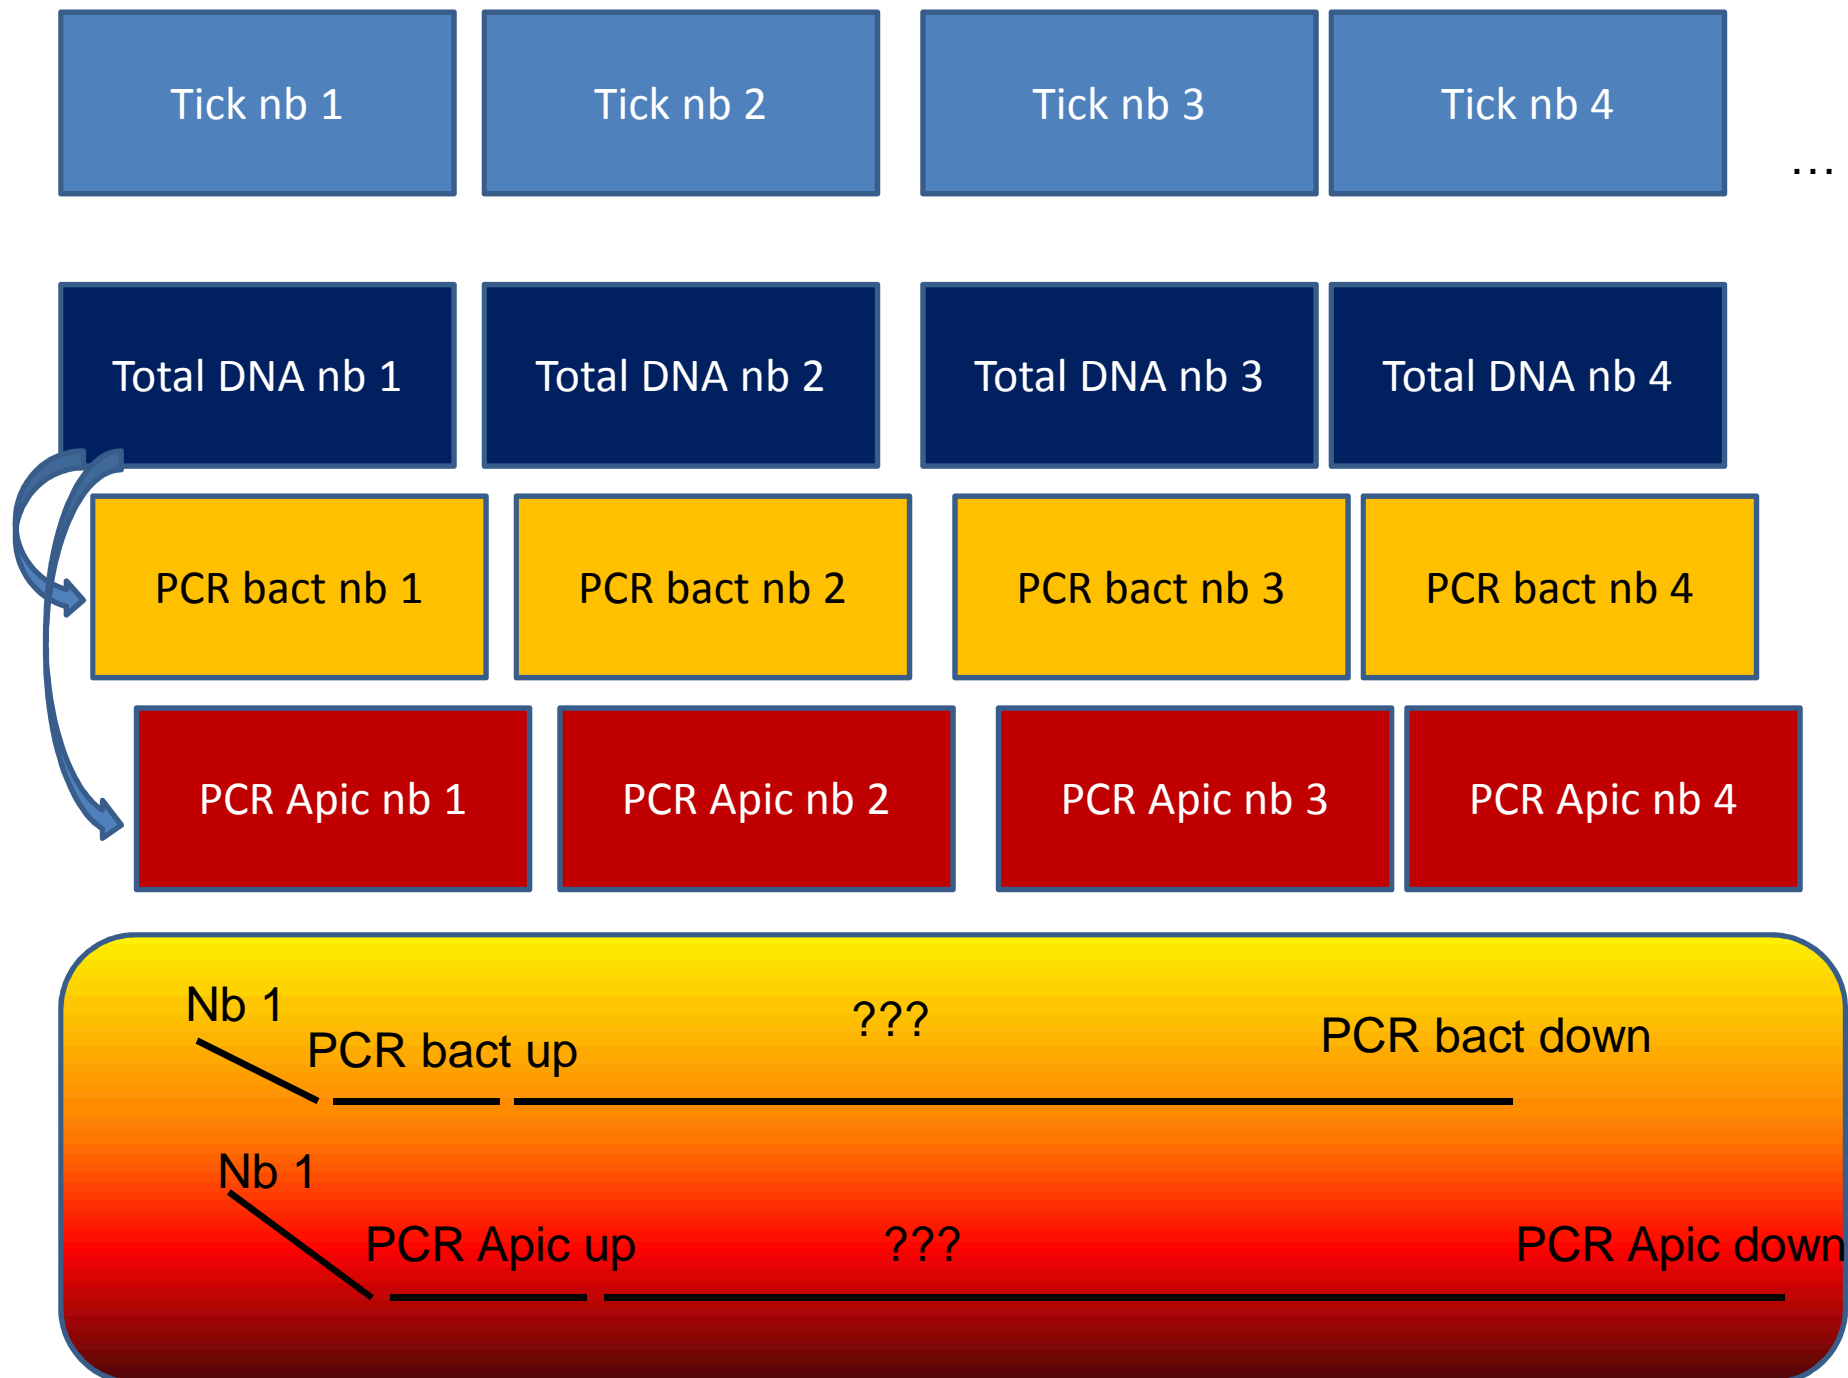 Tick nb 1
Tick nb 2
Tick nb 3
Tick nb 4
...
Total DNA nb 1
Total DNA nb 2
Total DNA nb 3
Total DNA nb 4
PCR bact nb 1
PCR bact nb 2
PCR bact nb 3
PCR bact nb 4
PCR Apic nb 1
PCR Apic nb 2
PCR Apic nb 3
PCR Apic nb 4
Nb 1
PCR bact up
???
PCR bact down
Nb 1
PCR Apic up
???
PCR Apic down